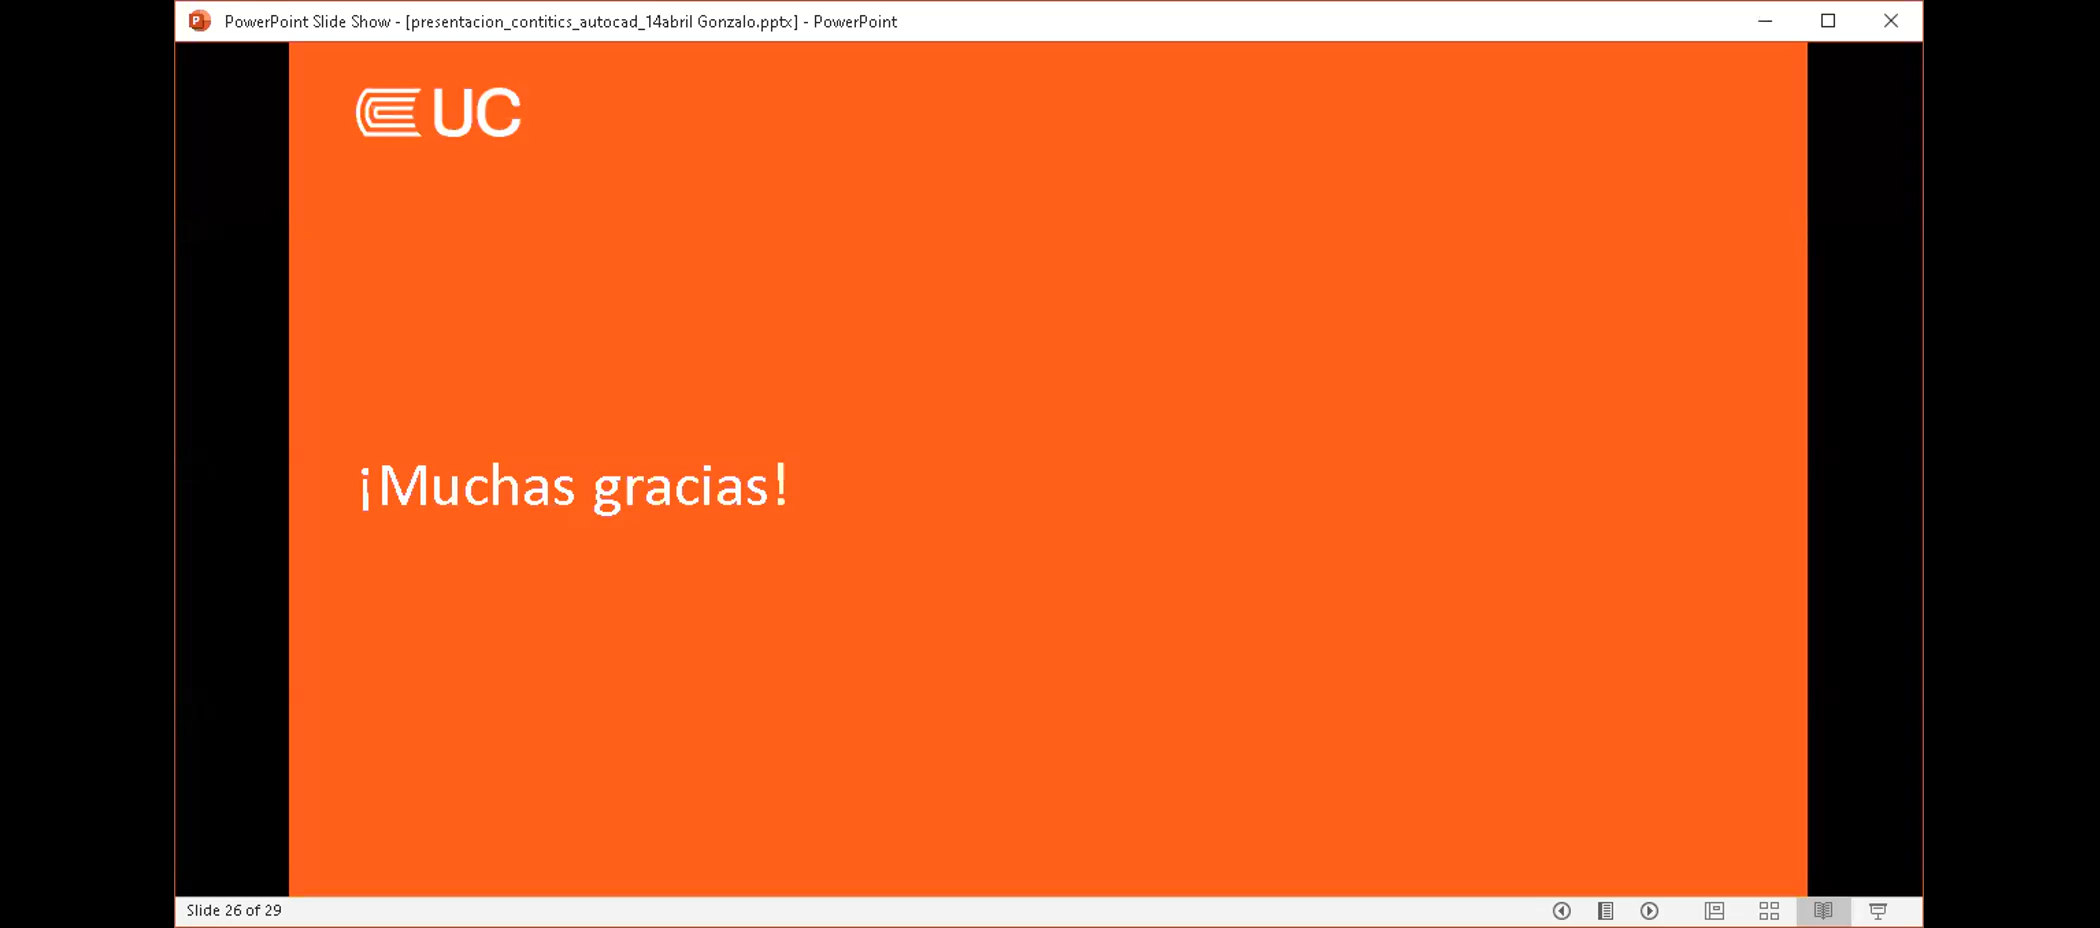 PowerPoint Slide Show - [presentacion_contitics_autocad_14abril Gonzalo.pptx] - PowerPoint
UC
¡Muchas gracias!
Slide 26 of 29